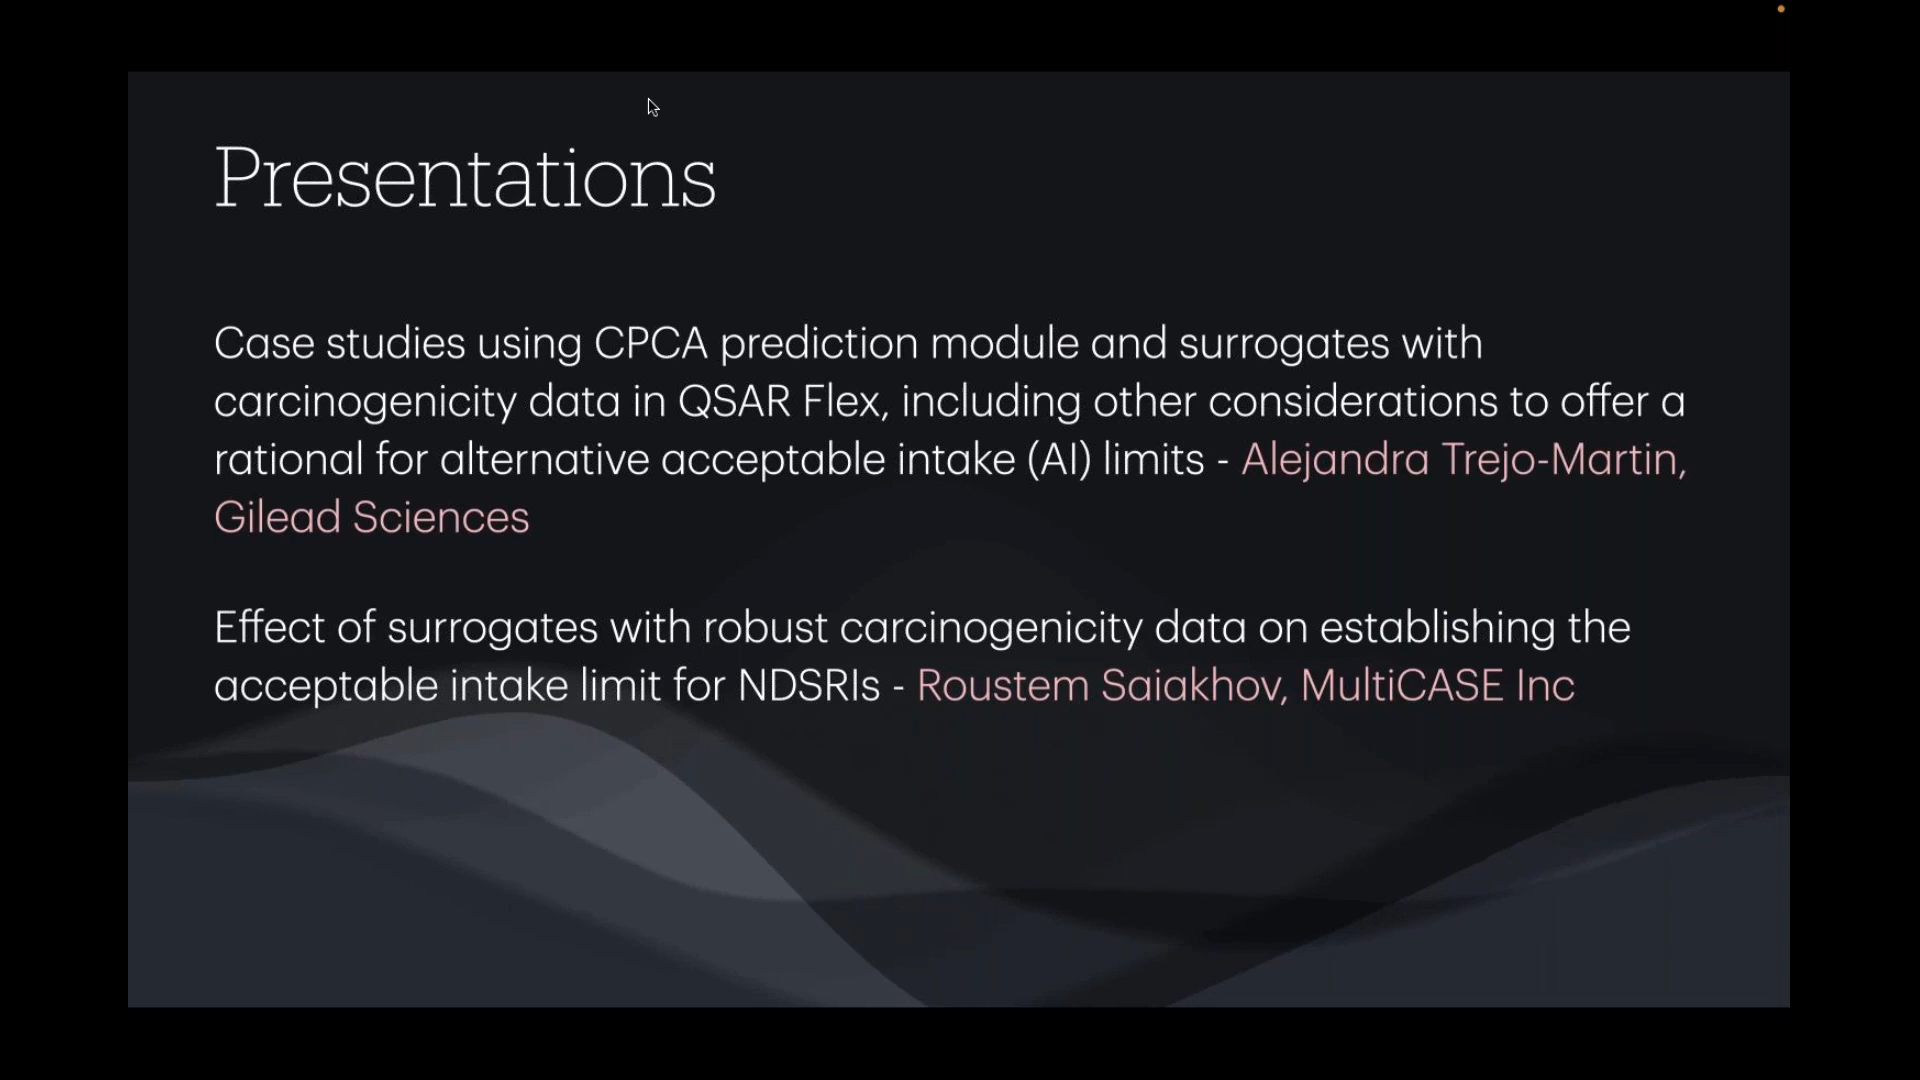 Presentations
Case studies using CPCA prediction module and surrogates with
carcinogenicity data in QSAR Flex, including other considerations to offer a
rational for alternative acceptable intake (AI) limits - Alejandra Trejo-Martin,
Gilead Sciences
Effect of surrogates with robust carcinogenicity data on establishing the
acceptable intake limit for NDSRIs - Roustem Saiakhov, MultiCASE Inc